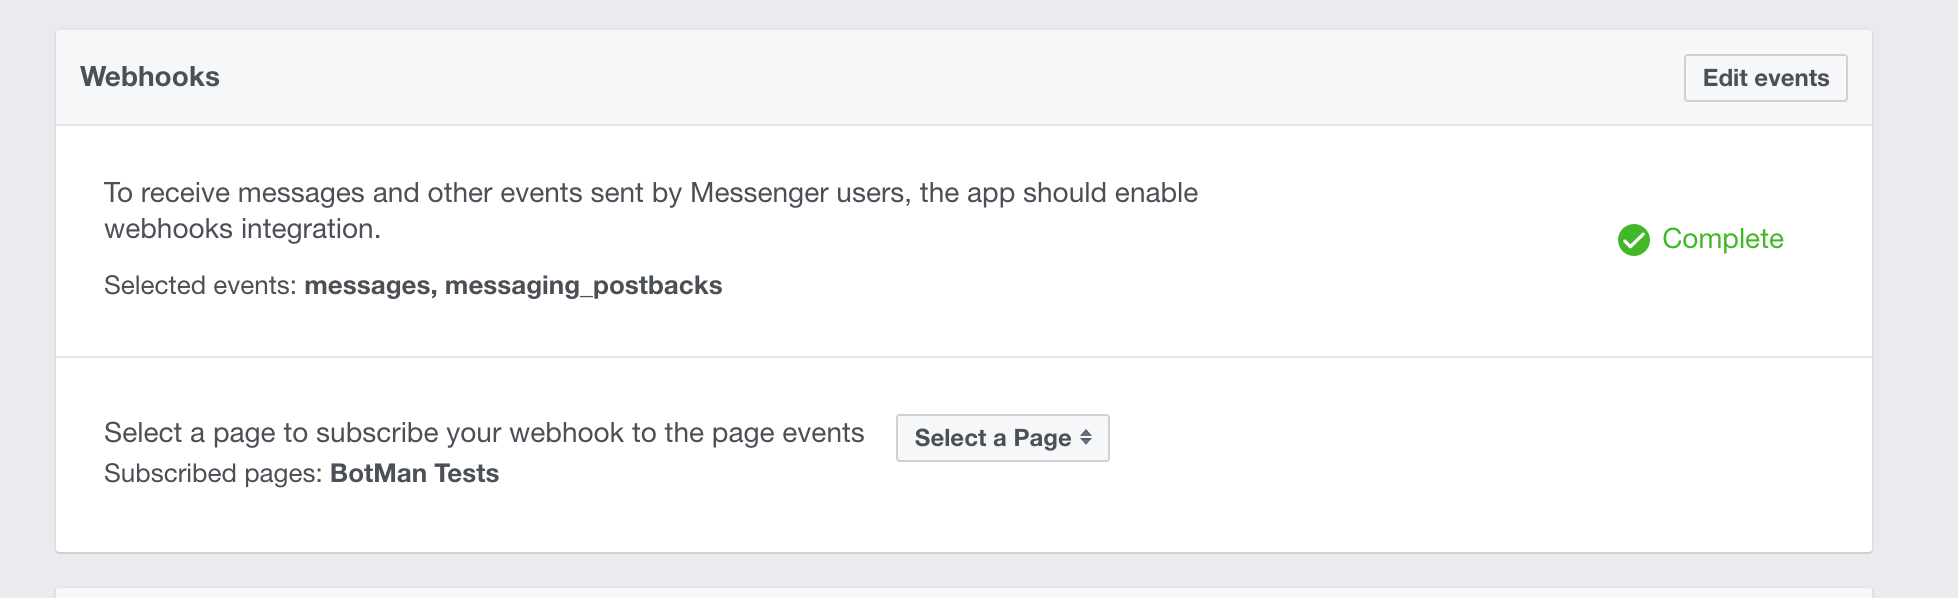 Webhooks
Edit events
To receive messages and other events sent by Messenger users, the app should enable
webhooks integration.
Complete
Selected events: messages, messaging_postbacks
Select a page to subscribe your webhook to the page events
Select a Page
Subscribed pages: BotMan Tests